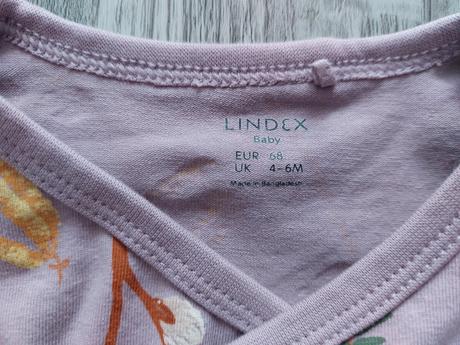 LINDEX
Baby
EUR 68
UK 4-6M
Made in Bangladesh